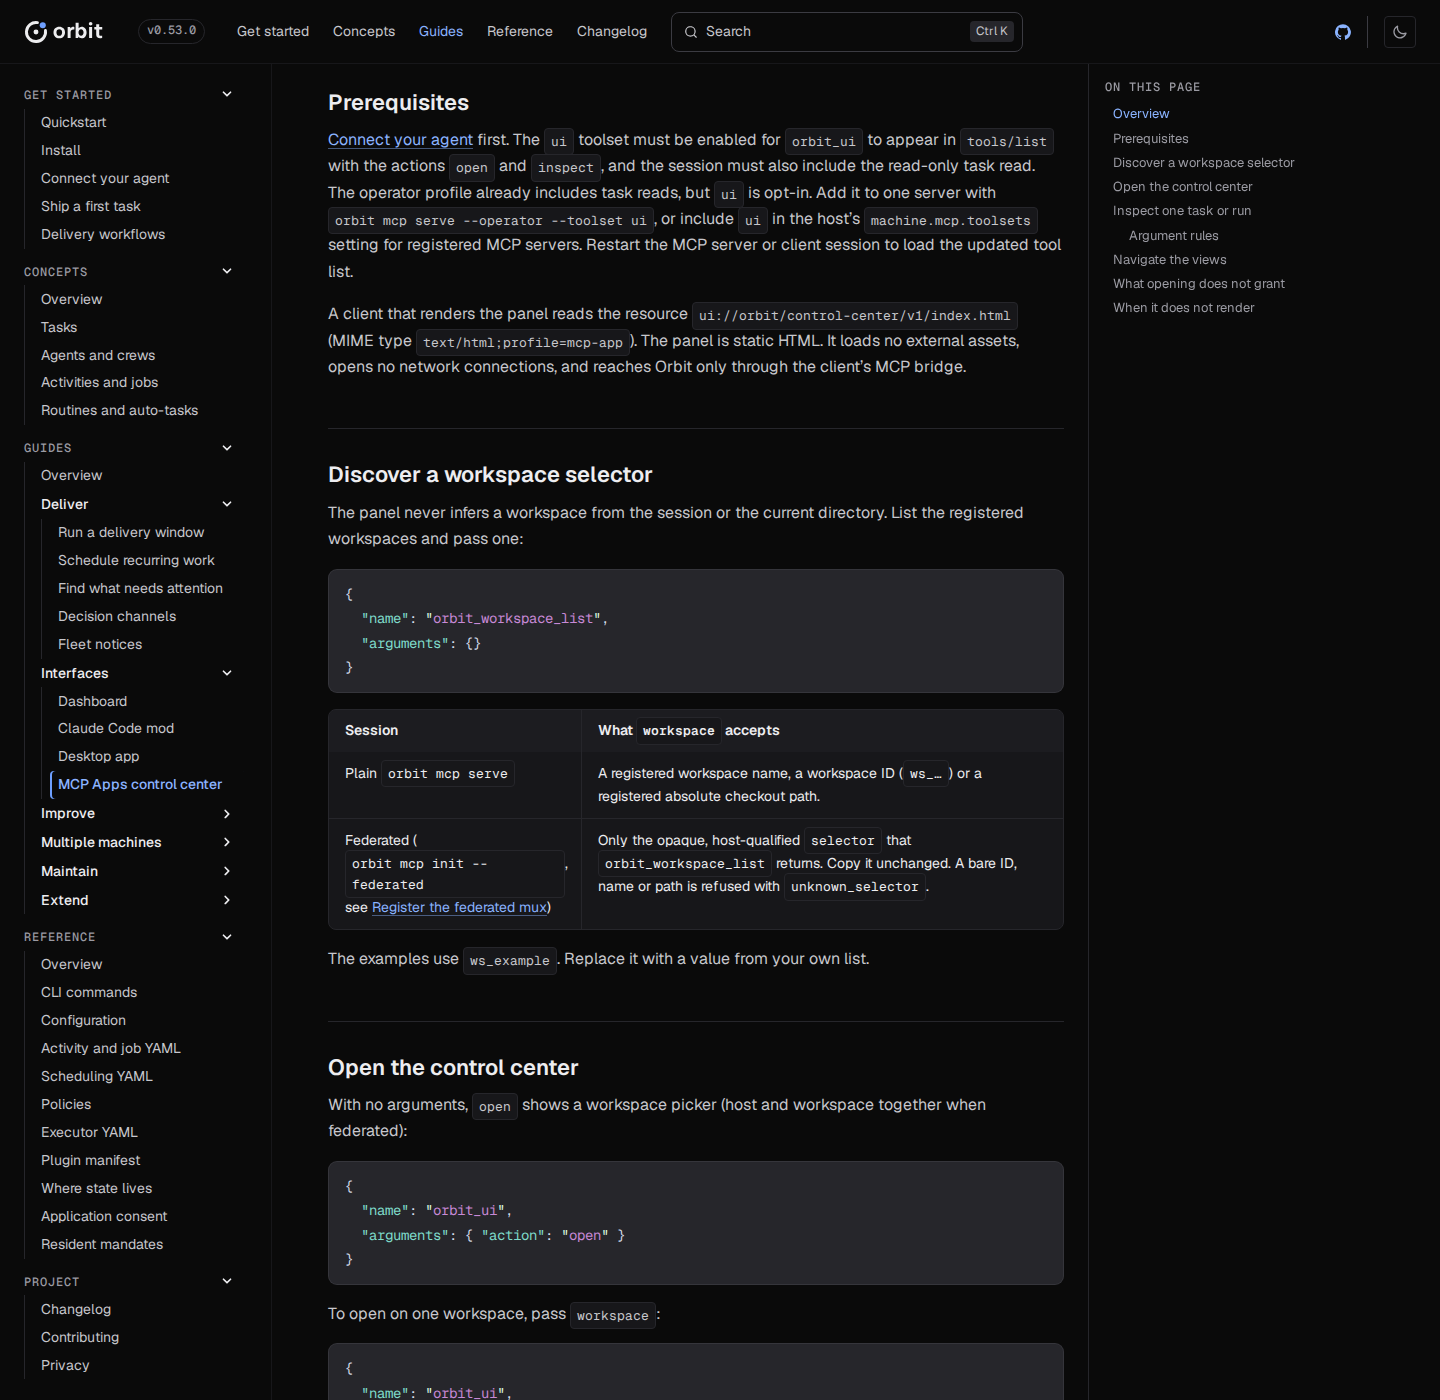 orbit
v0.53.0
Get started
Concepts
Guides
Reference
Changelog
Search
Ctrl K
GET STARTED
Quickstart
Install
Connect your agent
Ship a first task
Delivery workflows
CONCEPTS
Overview
Tasks
Agents and crews
Activities and jobs
Routines and auto-tasks
GUIDES
Overview
Deliver
Run a delivery window
Schedule recurring work
Find what needs attention
Decision channels
Fleet notices
Interfaces
Dashboard
Claude Code mod
Desktop app
MCP Apps control center
Improve
Multiple machines
Maintain
Extend
REFERENCE
Overview
CLI commands
Configuration
Activity and job YAML
Scheduling YAML
Policies
Executor YAML
Plugin manifest
Where state lives
Application consent
Resident mandates
PROJECT
Changelog
Contributing
Privacy
Prerequisites
Connect your agent first. The ui toolset must be enabled for orbit_ui to appear in tools/list
with the actions open and inspect, and the session must also include the read-only task read.
The operator profile already includes task reads, but ui is opt-in. Add it to one server with
orbit mcp serve --operator --toolset ui, or include ui in the host's machine.mcp.toolsets
setting for registered MCP servers. Restart the MCP server or client session to load the updated tool
list.
A client that renders the panel reads the resource ui://orbit/control-center/v1/index.html
(MIME type text/html;profile=mcp-app). The panel is static HTML. It loads no external assets,
opens no network connections, and reaches Orbit only through the client's MCP bridge.
Discover a workspace selector
The panel never infers a workspace from the session or the current directory. List the registered
workspaces and pass one:
{
"name": "orbit_workspace_list",
"arguments": {}
}
Session
What workspace accepts
Plain orbit mcp serve
A registered workspace name, a workspace ID (ws_…) or a
registered absolute checkout path.
Federated (
orbit mcp init --
federated,
see Register the federated mux)
Only the opaque, host-qualified selector that
orbit_workspace_list returns. Copy it unchanged. A bare ID,
name or path is refused with unknown_selector.
The examples use ws_example. Replace it with a value from your own list.
Open the control center
With no arguments, open shows a workspace picker (host and workspace together when
federated):
{
"name": "orbit_ui",
"arguments": { "action": "open" }
}
To open on one workspace, pass workspace:
{
"name": "orbit_ui",
ON THIS PAGE
Overview
Prerequisites
Discover a workspace selector
Open the control center
Inspect one task or run
Argument rules
Navigate the views
What opening does not grant
When it does not render